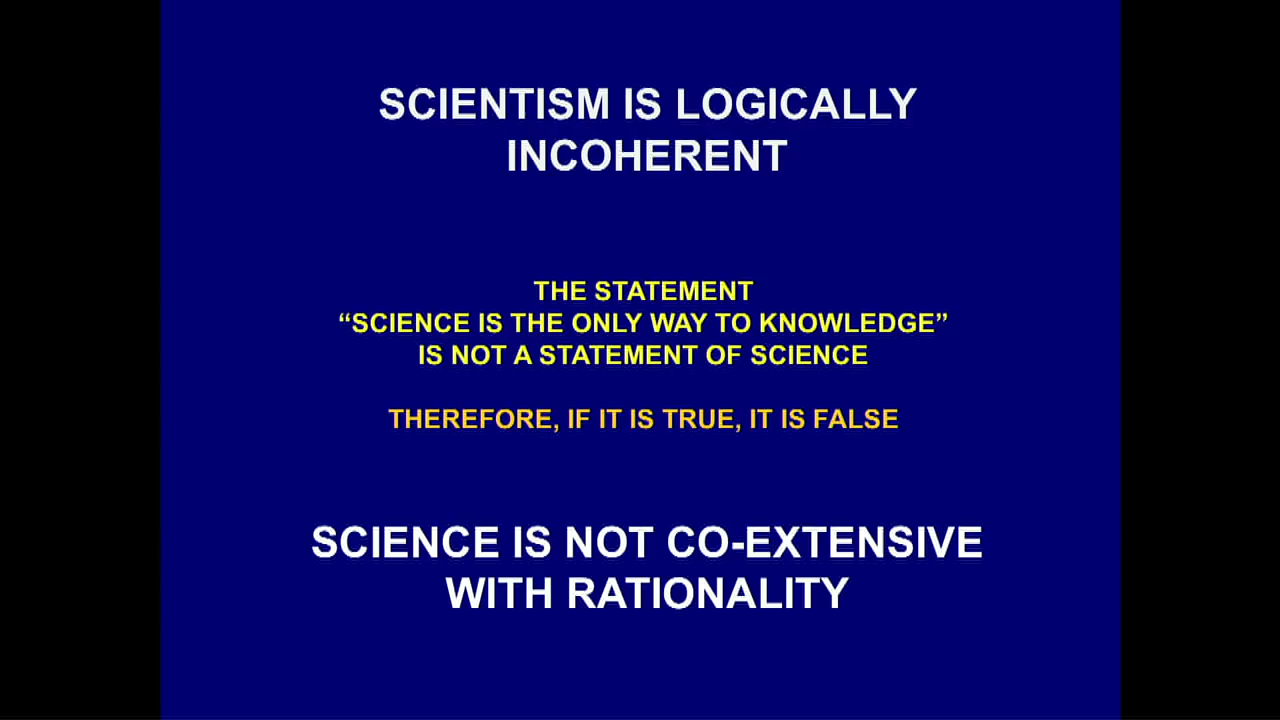 SCIENTISM IS LOGICALLY
INCOHERENT
THE STATEMENT
“SCIENCE IS THE ONLY WAY TO KNOWLEDGE”
IS NOT A STATEMENT OF SCIENCE
THEREFORE, IF IT IS TRUE, IT IS FALSE
SCIENCE IS NOT CO-EXTENSIVE
WITH RATIONALITY